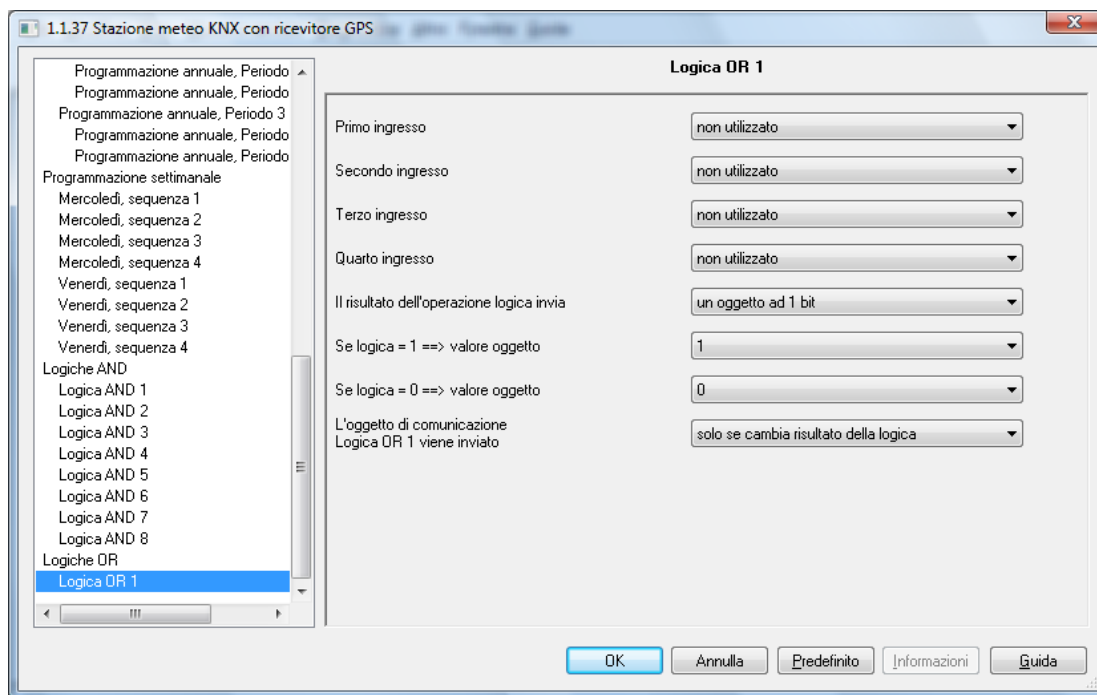 1.1.37 Stazione meteo KNX con ricevitore GPS
Programmazione annuale, Periodo
Programmazione annuale, Periodo
Programmazione annuale, Periodo 3
Programmazione annuale, Periodo
Programmazione annuale, Periodo
Programmazione settimanale
Mercoledì, sequenza 1
Mercoledì, sequenza 2
Mercoledì, sequenza 3
Mercoledì, sequenza 4
Venerdì, sequenza 1
Venerdì, sequenza 2
Venerdì, sequenza 3
Venerdì, sequenza 4
Logiche AND
Logica AND 1
Logica AND 2
Logica AND 3
Logica AND 4
Logica AND 5
Logica AND 6
Logica AND 7
Logica AND 8
Logiche OR
Logica OR 1
Logica OR 1
Primo ingresso non utilizzato
Secondo ingresso non utilizzato
Terzo ingresso non utilizzato
Quarto ingresso non utilizzato
Il risultato dell'operazione logica invia un oggetto ad 1 bit
Se logica = 1 ==> valore oggetto 1
Se logica = 0 ==> valore oggetto 0
L'oggetto di comunicazione
Logica OR 1 viene inviato solo se cambia risultato della logica
OK Annulla Predefinito Informazioni Guida